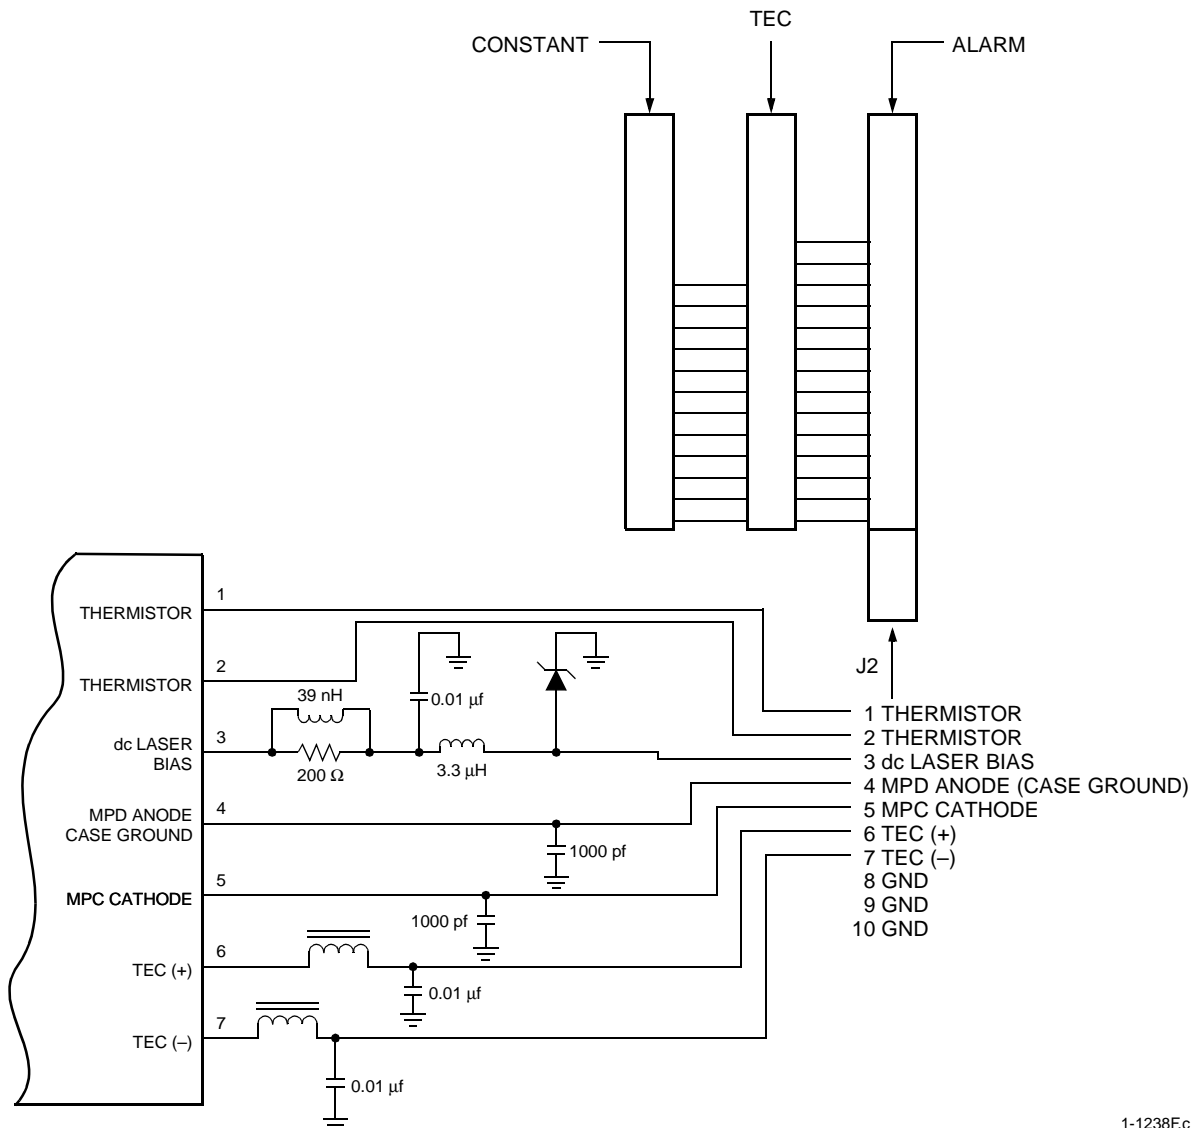 TEC
CONSTANT
ALARM
THERMISTOR
1
THERMISTOR
2
39 nH
0.01 µf
J2
dc LASER
BIAS
3
200 Ω
3.3 µH
MPD ANODE
CASE GROUND
4
1000 pf
MPC CATHODE
5
1000 pf
TEC (+)
6
0.01 µf
TEC (–)
7
0.01 µf
1 THERMISTOR
2 THERMISTOR
3 dc LASER BIAS
4 MPD ANODE (CASE GROUND)
5 MPC CATHODE
6 TEC (+)
7 TEC (–)
8 GND
9 GND
10 GND
1-1238F.c